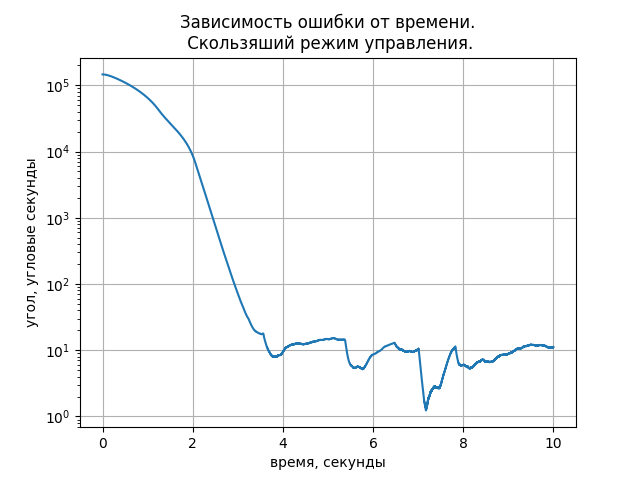 Зависимость ошибки от времени.
Скользяший режим управления.
10^5
10^4
10^3
10^2
10^1
10^0
угол, угловые секунды
0 2 4 6 8 10
время, секунды